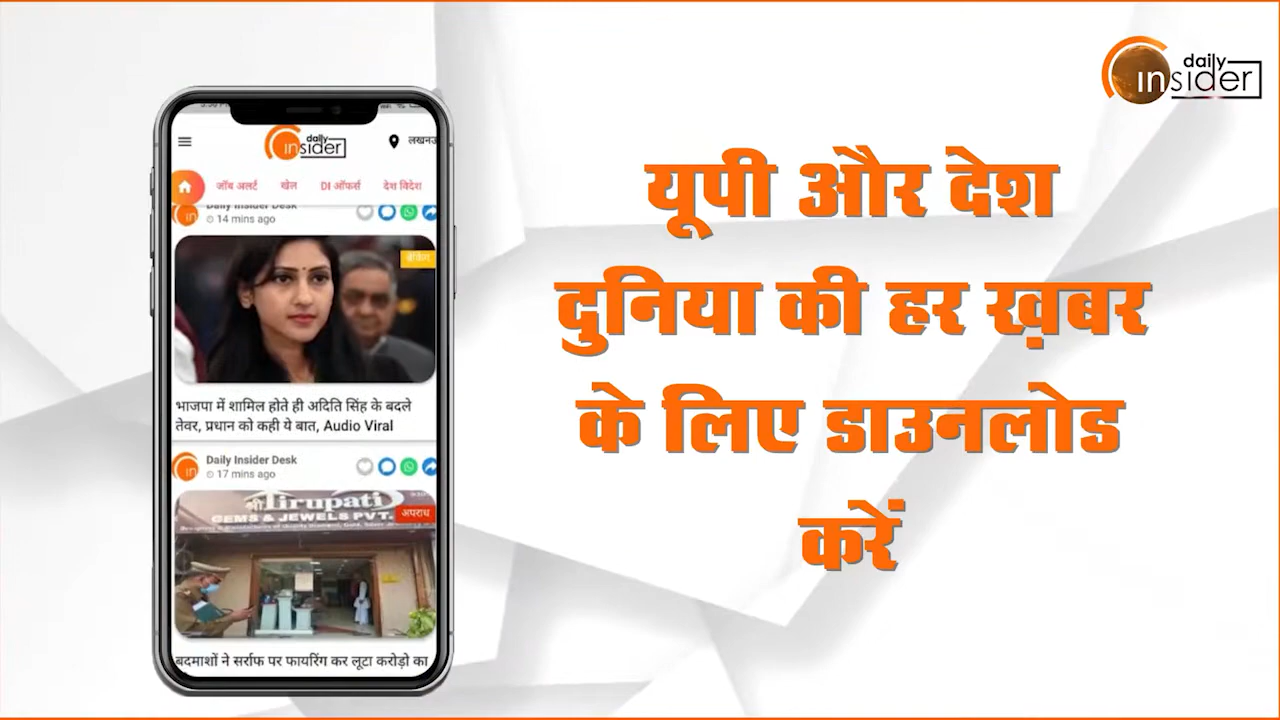 daily
insider
daily
insider
लखनऊ
जॉब अलर्ट खेल DI ऑफर्स देश विदेश
Daily Insider Desk
14 mins ago
ब्रेकिंग
भाजपा में शामिल होते ही अदिति सिंह के बदले
तेवर, प्रधान को कही ये बात, Audio Viral
Daily Insider Desk
17 mins ago
श्री Tirupati
GEMS & JEWELS PVT.
अपराध
बदमाशों ने सर्राफ पर फायरिंग कर लूटा करोड़ो का
यूपी और देश
दुनिया की हर ख़बर
के लिए डाउनलोड
करें